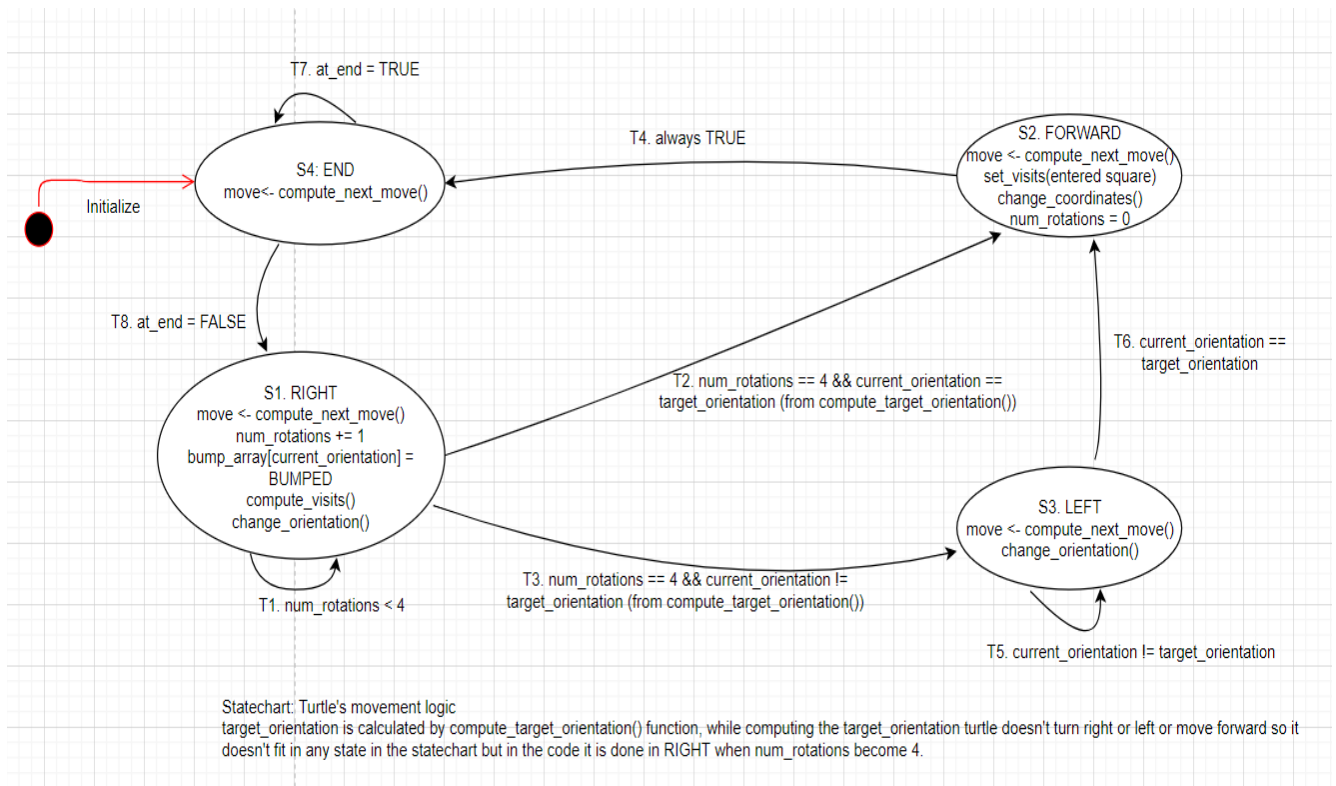 T7. at_end = TRUE
S4: END
move<- compute_next_move()
T4. always TRUE
S2. FORWARD
move <- compute_next_move()
set_visits(entered square)
change_coordinates()
num_rotations = 0
Initialize
T8. at_end = FALSE
S1. RIGHT
move <- compute_next_move()
num_rotations += 1
bump_array[current_orientation] =
BUMPED
compute_visits()
change_orientation()
T2. num_rotations == 4 && current_orientation ==
target_orientation (from compute_target_orientation())
T6. current_orientation ==
target_orientation
S3. LEFT
move <- compute_next_move()
change_orientation()
T3. num_rotations == 4 && current_orientation !=
target_orientation (from compute_target_orientation())
T1. num_rotations < 4
T5. current_orientation != target_orientation
Statechart: Turtle's movement logic
target_orientation is calculated by compute_target_orientation() function, while computing the target_orientation turtle doesn't turn right or left or move forward so it
doesn't fit in any state in the statechart but in the code it is done in RIGHT when num_rotations become 4.